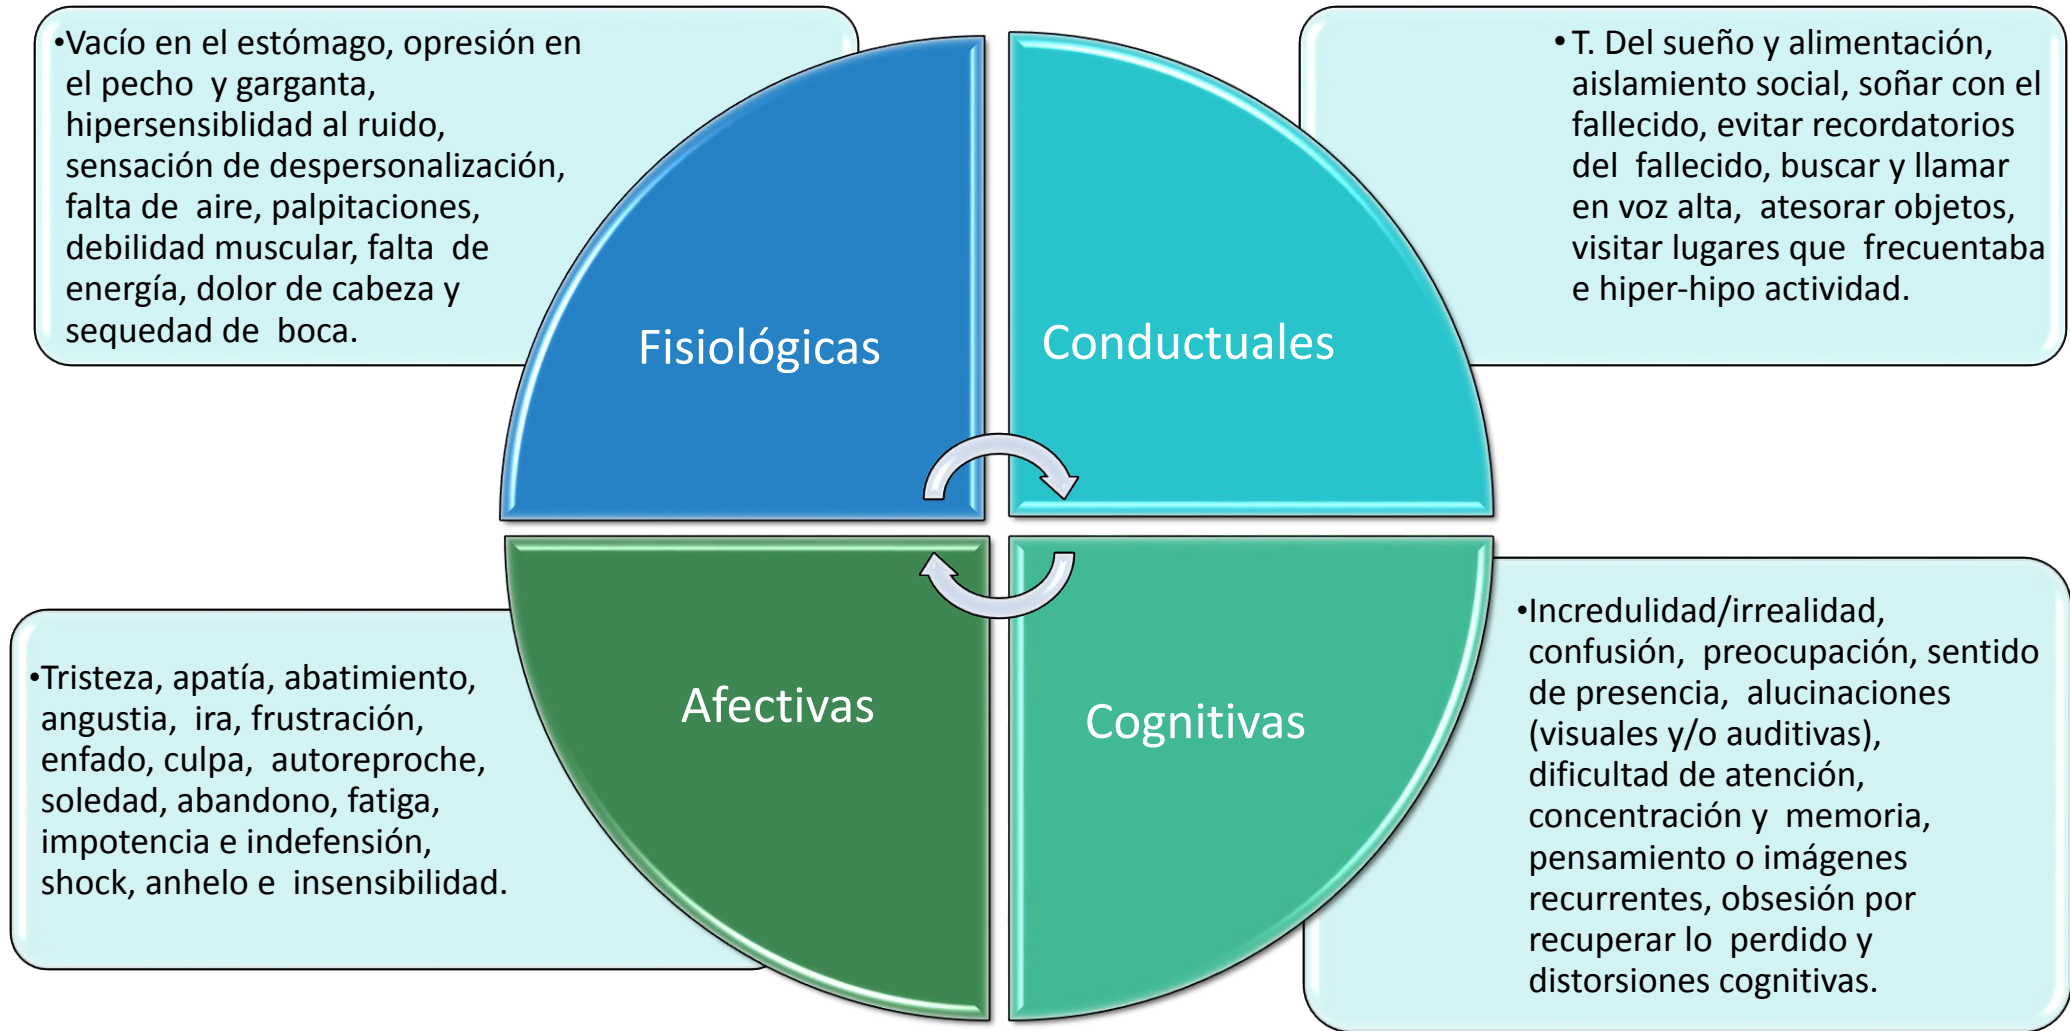 •Vacío en el estómago, opresión en
el pecho y garganta,
hipersensiblidad al ruido,
sensación de despersonalización,
falta de aire, palpitaciones,
debilidad muscular, falta de
energía, dolor de cabeza y
sequedad de boca.
Fisiológicas
•T. Del sueño y alimentación,
aislamiento social, soñar con el
fallecido, evitar recordatorios
del fallecido, buscar y llamar
en voz alta, atesorar objetos,
visitar lugares que frecuentaba
e hiper-hipo actividad.
Conductuales
•Tristeza, apatía, abatimiento,
angustia, ira, frustración,
enfado, culpa, autoreproche,
soledad, abandono, fatiga,
impotencia e indefensión,
shock, anhelo e insensibilidad.
Afectivas
Cognitivas
•Incredulidad/irrealidad,
confusión, preocupación, sentido
de presencia, alucinaciones
(visuales y/o auditivas),
dificultad de atención,
concentración y memoria,
pensamiento o imágenes
recurrentes, obsesión por
recuperar lo perdido y
distorsiones cognitivas.